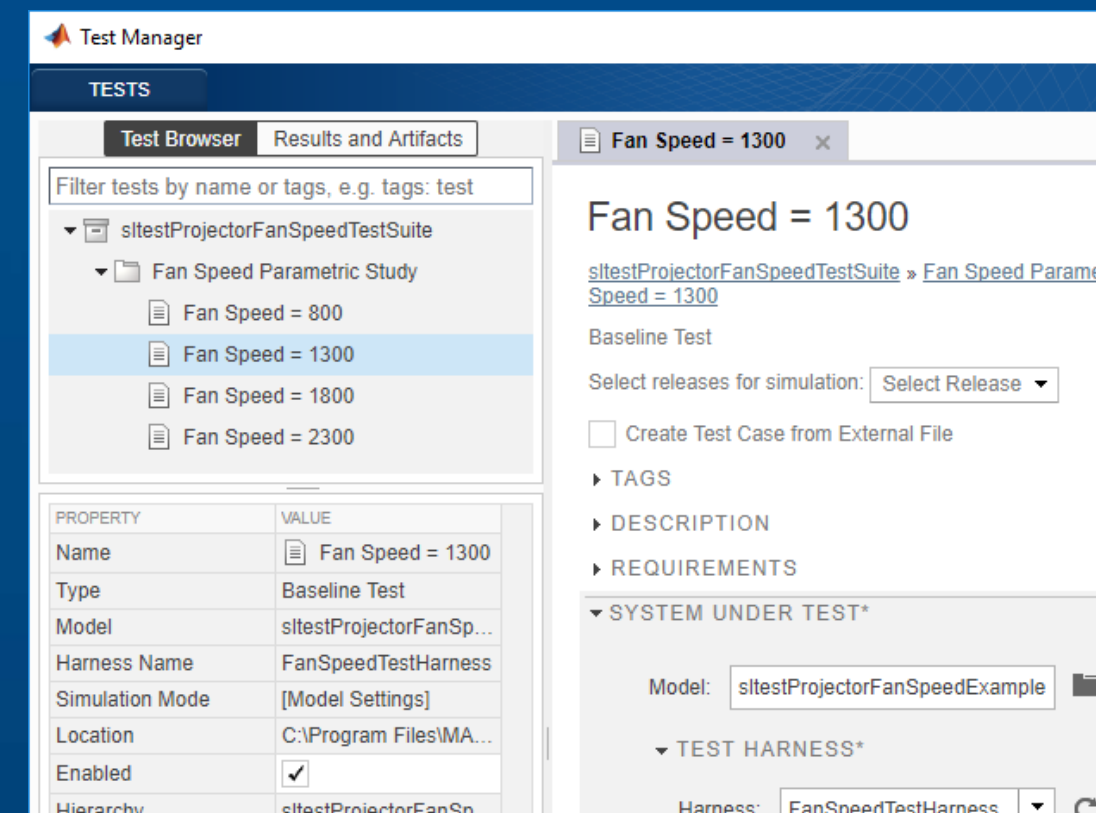 Test Manager
TESTS
Test Browser Results and Artifacts
Filter tests by name or tags, e.g. tags: test
sltestProjectorFanSpeedTestSuite
Fan Speed Parametric Study
Fan Speed = 800
Fan Speed = 1300
Fan Speed = 1800
Fan Speed = 2300
PROPERTY VALUE
Name Fan Speed = 1300
Type Baseline Test
Model sltestProjectorFanSp...
Harness Name FanSpeedTestHarness
Simulation Mode [Model Settings]
Location C:\Program Files\MA...
Enabled
Hierarchy sltestProjectorFanSp
Fan Speed = 1300
Fan Speed = 1300
sltestProjectorFanSpeedTestSuite » Fan Speed Parame
Speed = 1300
Baseline Test
Select releases for simulation: Select Release
Create Test Case from External File
TAGS
DESCRIPTION
REQUIREMENTS
SYSTEM UNDER TEST*
Model: sltestProjectorFanSpeedExample
TEST HARNESS*
Harness: FanSpeedTestHarness